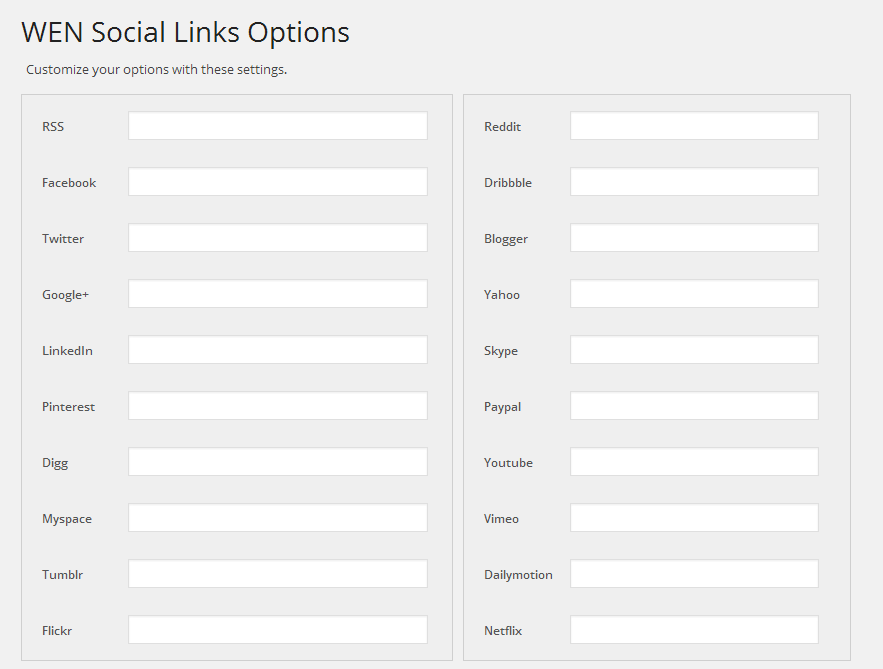 WEN Social Links Options
Customize your options with these settings.
RSS
Facebook
Twitter
Google+
LinkedIn
Pinterest
Digg
Myspace
Tumblr
Flickr
Reddit
Dribbble
Blogger
Yahoo
Skype
Paypal
Youtube
Vimeo
Dailymotion
Netflix